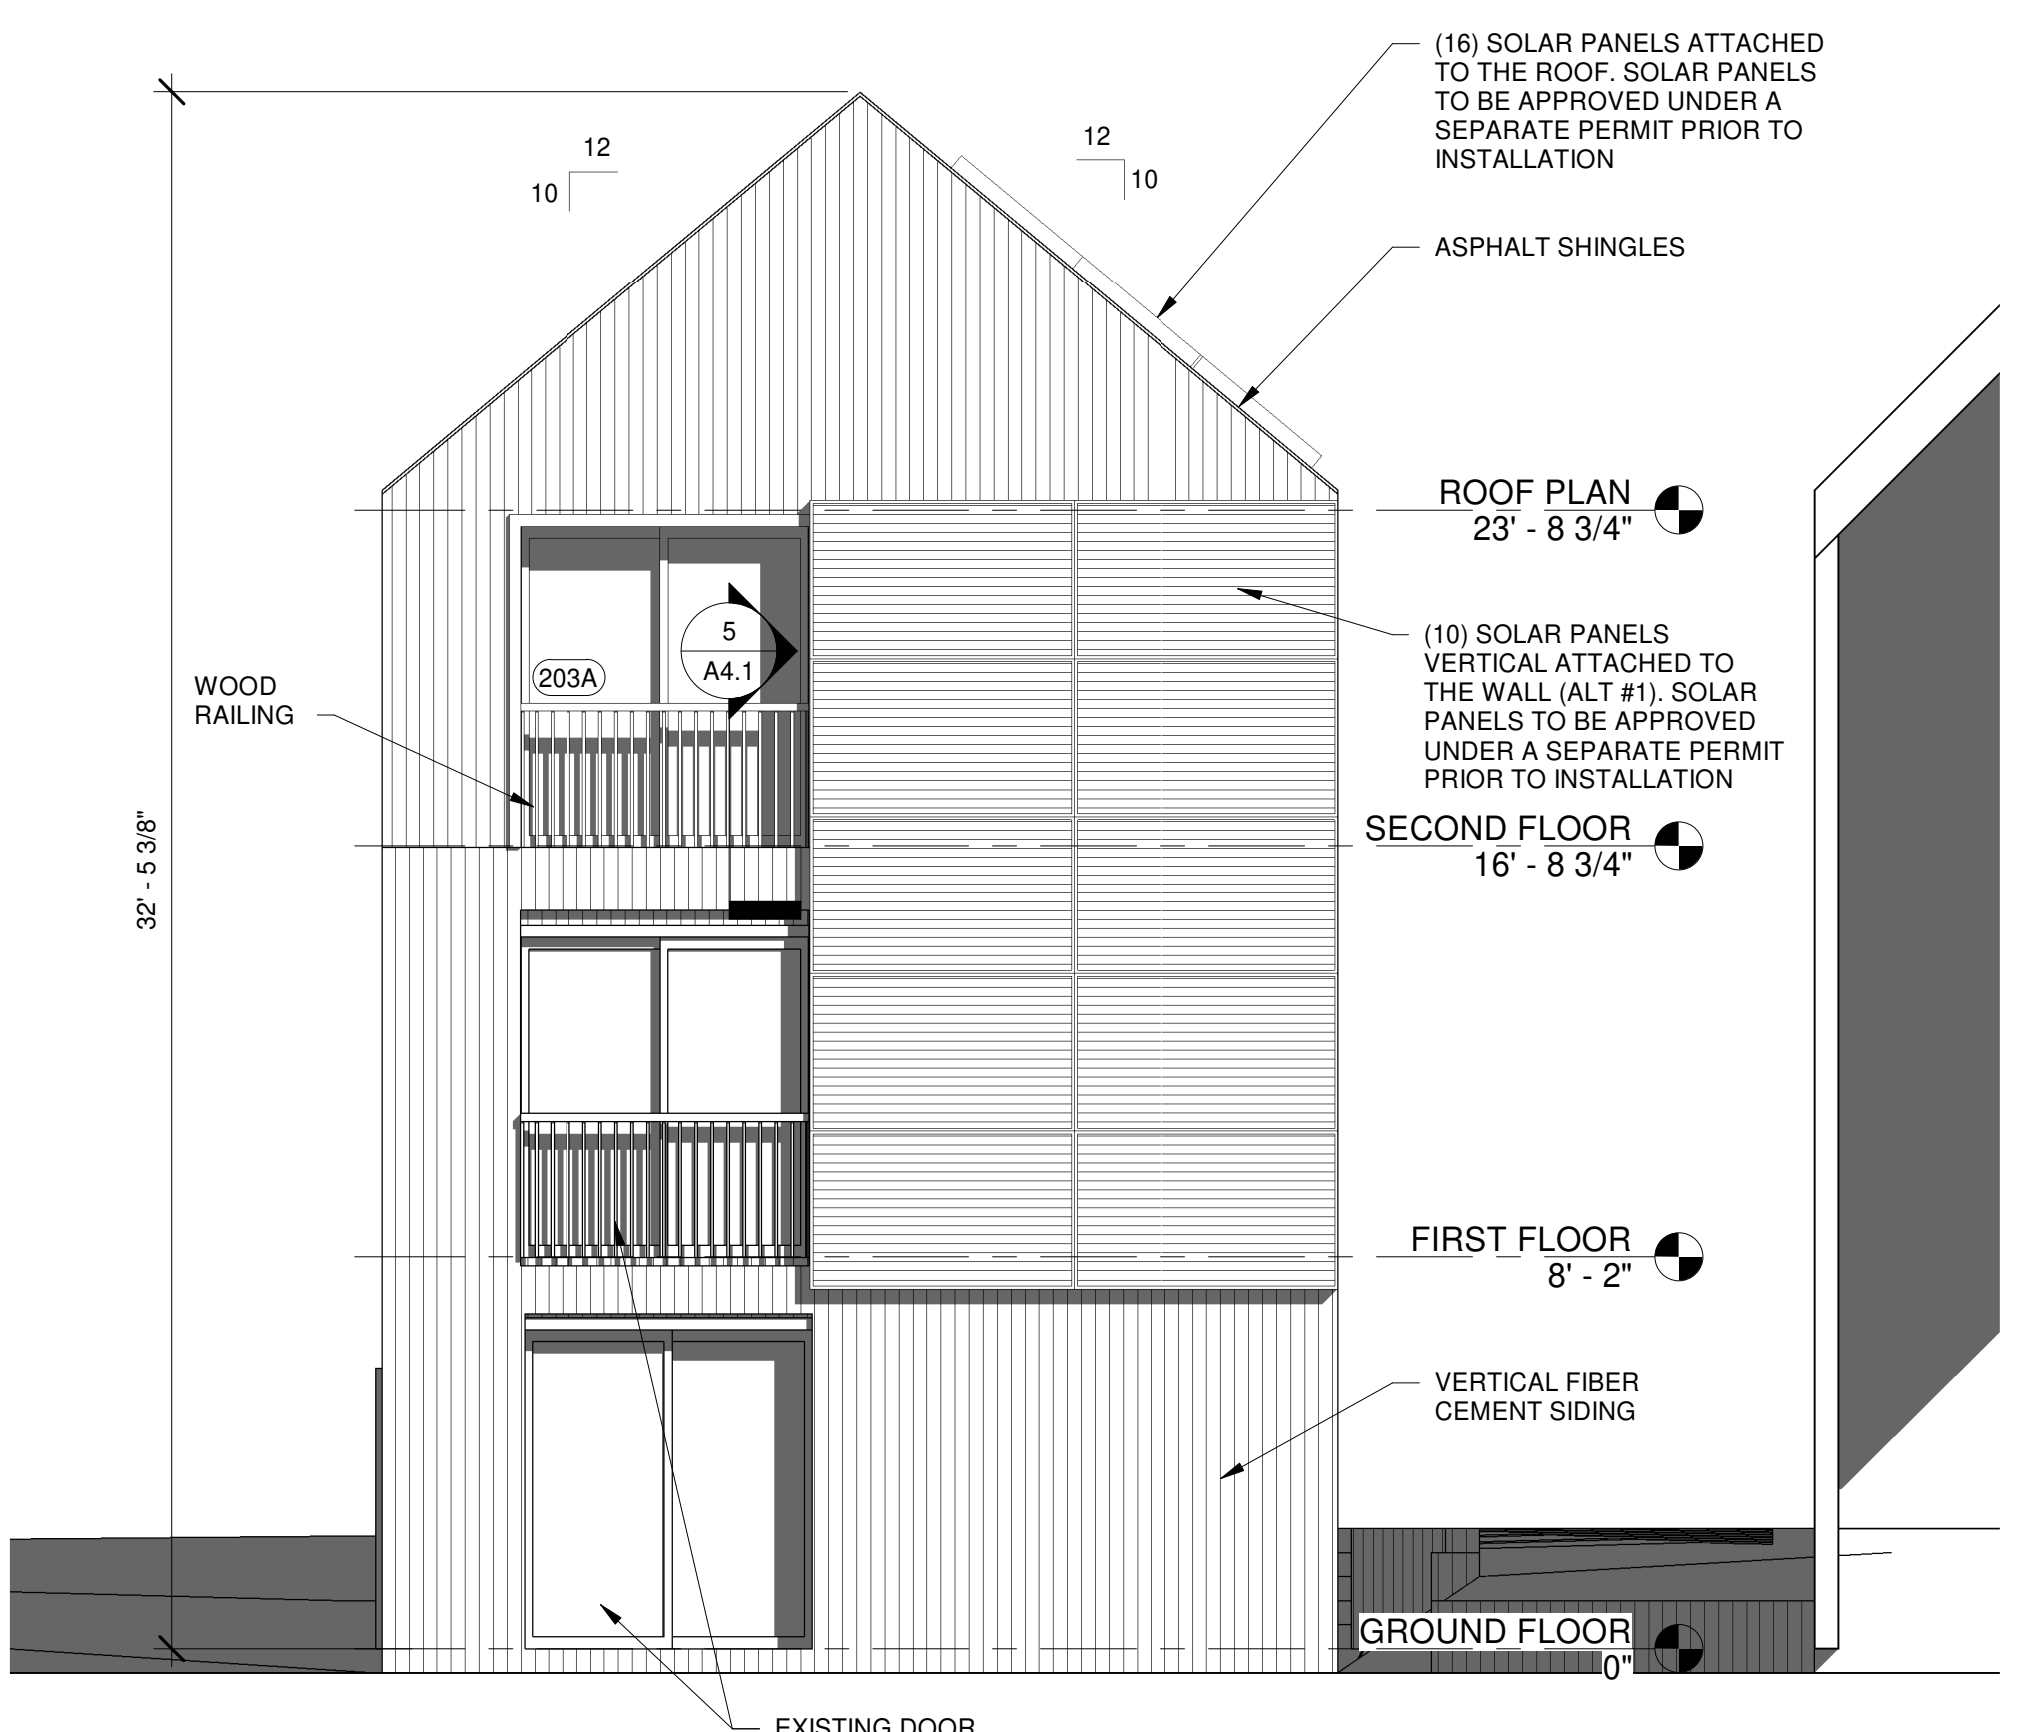 (16) SOLAR PANELS ATTACHED
TO THE ROOF. SOLAR PANELS
TO BE APPROVED UNDER A
SEPARATE PERMIT PRIOR TO
INSTALLATION
12
10
12
10
ASPHALT SHINGLES
ROOF PLAN
23' - 8 3/4"
(10) SOLAR PANELS
VERTICAL ATTACHED TO
THE WALL (ALT #1). SOLAR
PANELS TO BE APPROVED
UNDER A SEPARATE PERMIT
PRIOR TO INSTALLATION
5
A4.1
203A
WOOD
RAILING
32' - 5 3/8"
SECOND FLOOR
16' - 8 3/4"
FIRST FLOOR
8' - 2"
VERTICAL FIBER
CEMENT SIDING
GROUND FLOOR
0"
EXISTING DOOR